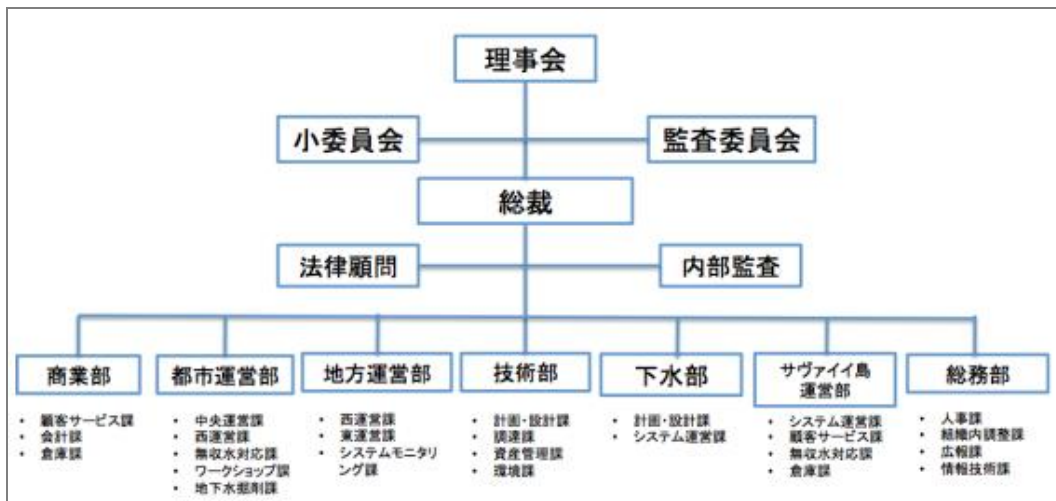 理事会
小委員会
監査委員会
総裁
法律顧問
内部監査
商業部
・ 顧客サービス課
・ 会計課
・ 倉庫課
都市運営部
・ 中央運営課
・ 西運営課
・ 無収水対応課
・ ワークショップ課
・ 地下水掘削課
地方運営部
・ 西運営課
・ 東運営課
・ システムモニタリ
ング課
技術部
・ 計画・設計課
・ 調達課
・ 資産管理課
・ 環境課
下水部
・ 計画・設計課
・ システム運営課
サヴァイイ島
運営部
・ システム運営課
・ 顧客サービス課
・ 無収水対応課
・ 倉庫課
総務部
・ 人事課
・ 組織内調整課
・ 広報課
・ 情報技術課